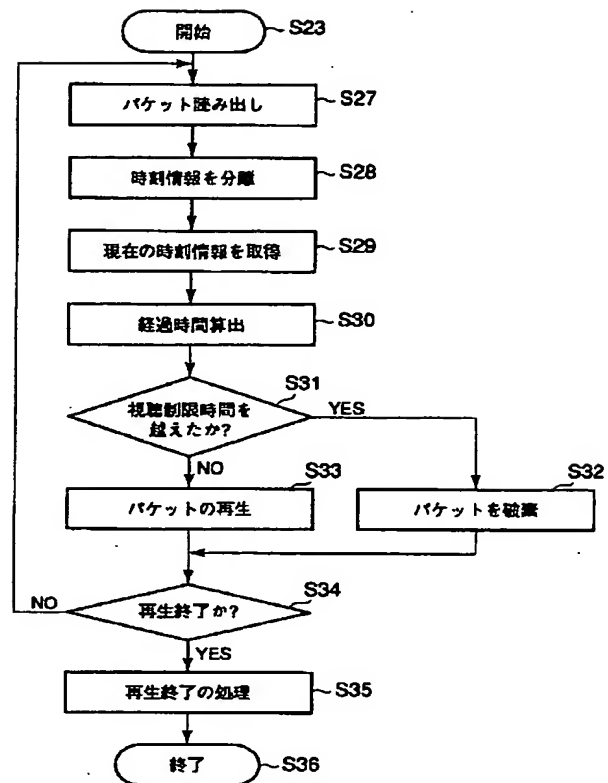 開始
S23
パケット読み出し
S27
時刻情報を分離
S28
現在の時刻情報を取得
S29
経過時間算出
S30
S31
視聴制限時間を
越えたか?
YES
NO
S33
パケットの再生
S32
パケットを破棄
NO
再生終了か?
S34
YES
再生終了の処理
S35
終了
S36